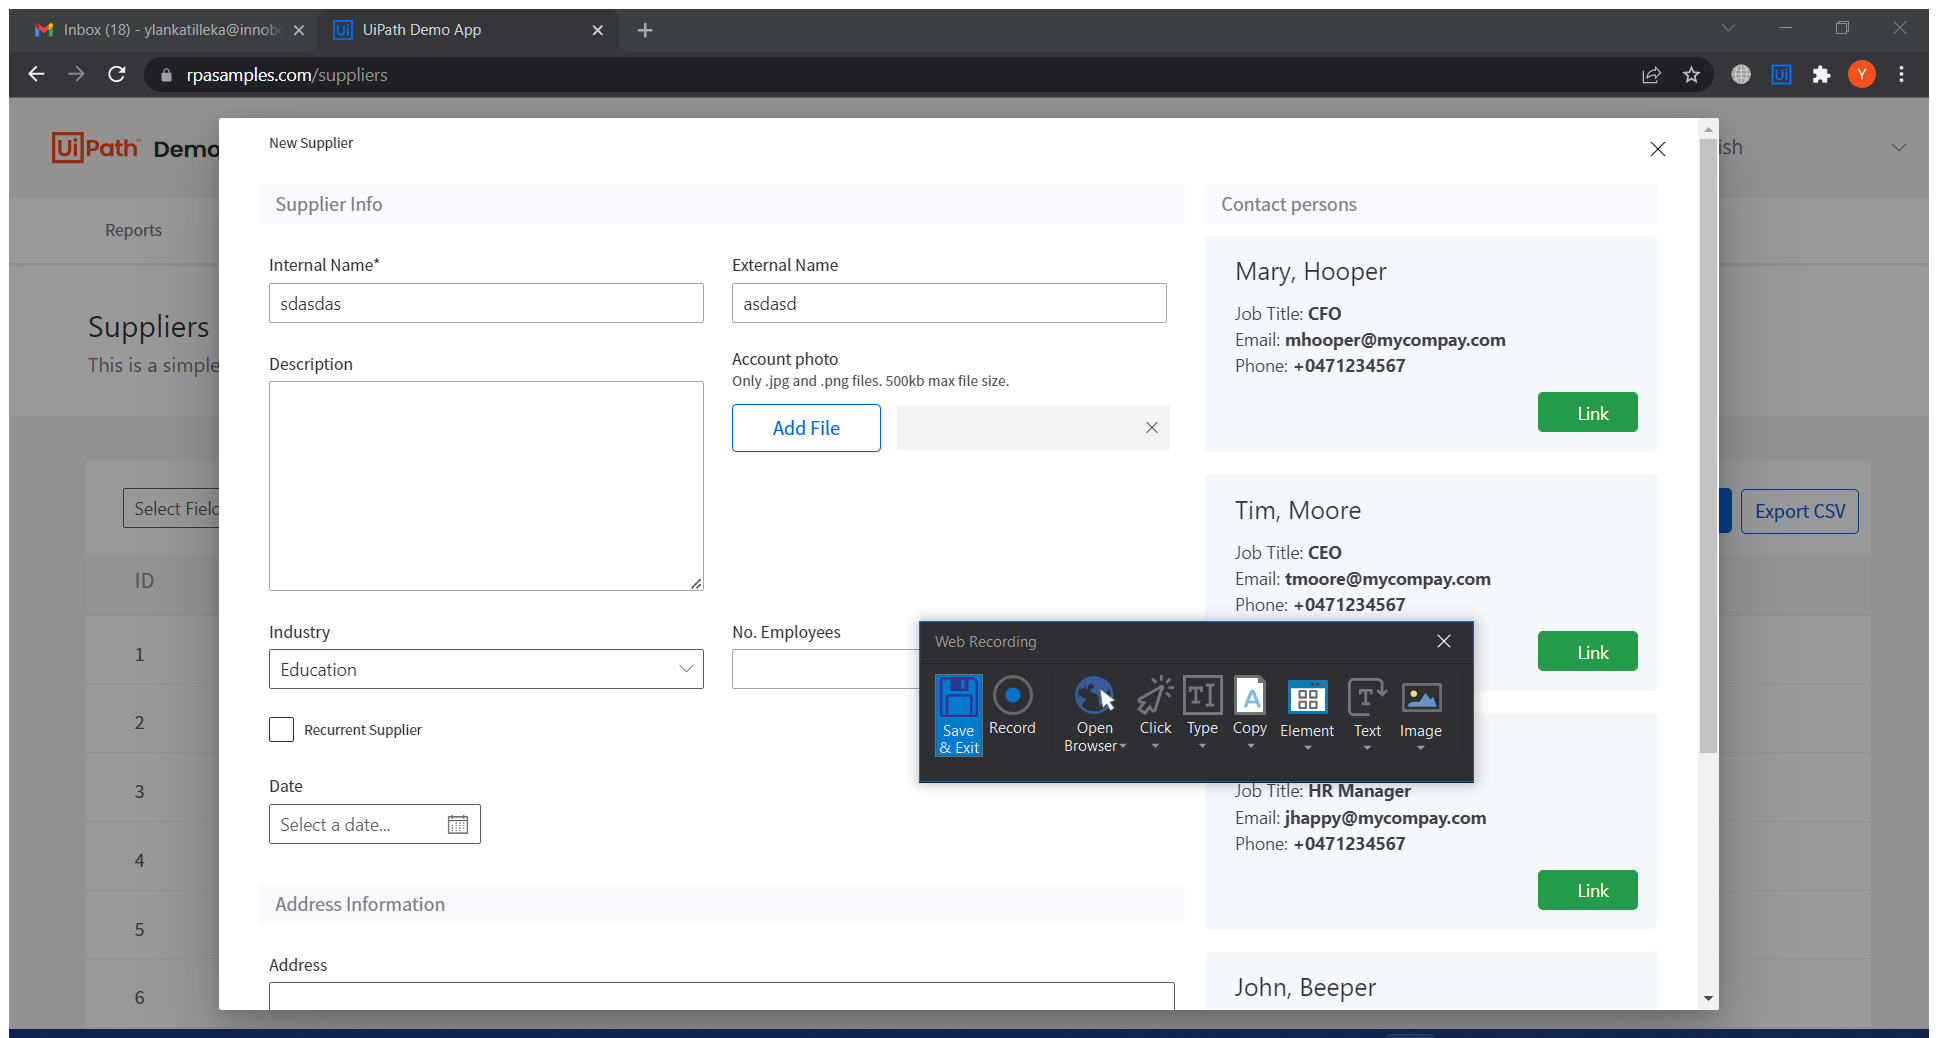 Inbox (18) - ylankatilleka@innob
UiPath Demo App
rpasamples.com/suppliers
Y
Ui Path Demo
ish
Reports
Suppliers
This is a simple
Select Field
Export CSV
ID
1
2
3
4
5
6
New Supplier
Supplier Info
Internal Name*
External Name
sdasdas
asdasd
Description
Account photo
Only .jpg and .png files. 500kb max file size.
Add File
Industry
No. Employees
Education
Recurrent Supplier
Date
Select a date...
Address Information
Address
Contact persons
Mary, Hooper
Job Title: CFO
Email: mhooper@mycompay.com
Phone: +0471234567
Link
Tim, Moore
Job Title: CEO
Email: tmoore@mycompay.com
Phone: +0471234567
Link
Job Title: HR Manager
Email: jhappy@mycompay.com
Phone: +0471234567
Link
John, Beeper
Web Recording
Save & Exit
Record
Open Browser
Click
Type
Copy
Element
Text
Image